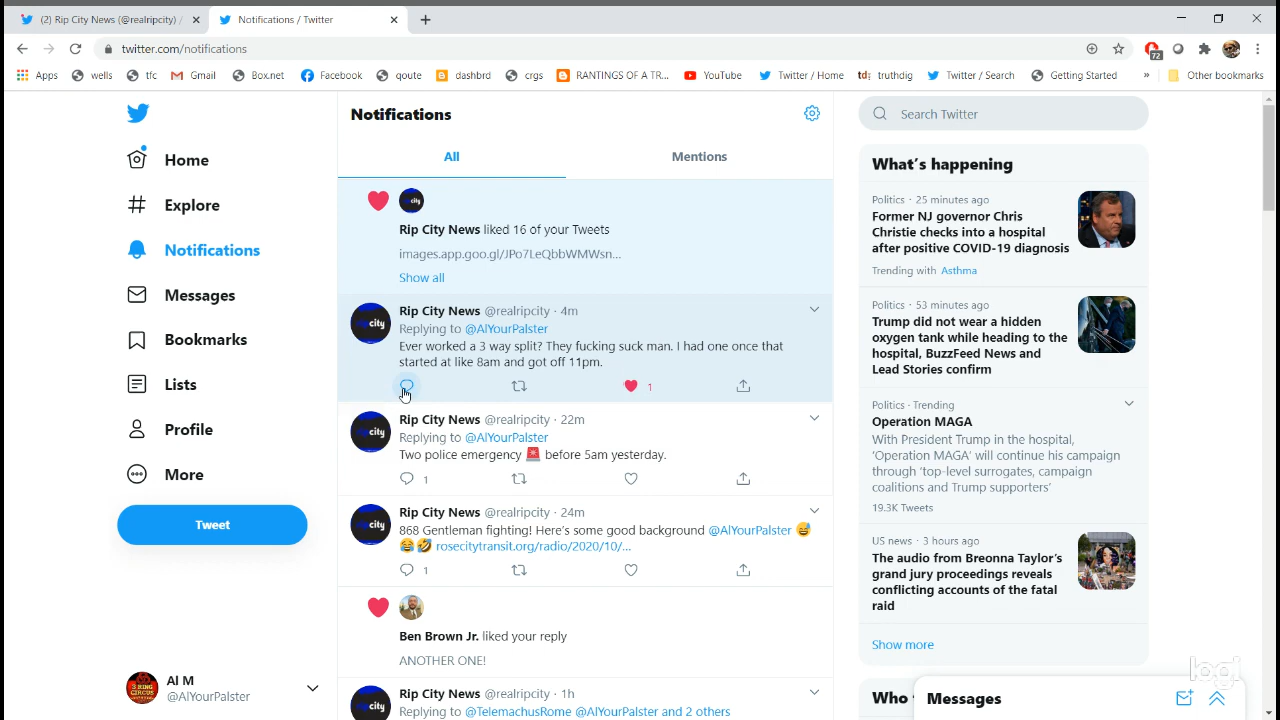 (2) Rip City News (@realripcity) /
Notifications / Twitter
twitter.com/notifications
72
Apps
wells
tfc
Gmail
Box.net
Facebook
qoute
dashbrd
crgs
RANTINGS OF A TR...
YouTube
Twitter / Home
td: truthdig
Twitter / Search
Getting Started
»
Other bookmarks
Home
Explore
Notifications
Messages
Bookmarks
Lists
Profile
More
Tweet
Al M
@AlYourPalster
Notifications
All
Mentions
Rip City News liked 16 of your Tweets
images.app.goo.gl/JPo7LeQbbWMWsn...
Show all
Rip City News @realripcity · 4m
Replying to @AlYourPalster
Ever worked a 3 way split? They fucking suck man. I had one once that
started at like 8am and got off 11pm.
1
Rip City News @realripcity · 22m
Replying to @AlYourPalster
Two police emergency 🚨 before 5am yesterday.
1
Rip City News @realripcity · 24m
868 Gentleman fighting! Here's some good background @AlYourPalster 😅
😂🤣 rosecitytransit.org/radio/2020/10/...
1
Ben Brown Jr. liked your reply
ANOTHER ONE!
Rip City News @realripcity · 1h
Replying to @TelemachusRome @AlYourPalster and 2 others
Search Twitter
What's happening
Politics · 25 minutes ago
Former NJ governor Chris
Christie checks into a hospital
after positive COVID-19 diagnosis
Trending with Asthma
Politics · 53 minutes ago
Trump did not wear a hidden
oxygen tank while heading to the
hospital, BuzzFeed News and
Lead Stories confirm
Politics · Trending
Operation MAGA
With President Trump in the hospital,
'Operation MAGA' will continue his campaign
through 'top-level surrogates, campaign
coalitions and Trump supporters'
19.3K Tweets
US news · 3 hours ago
The audio from Breonna Taylor's
grand jury proceedings reveals
conflicting accounts of the fatal
raid
Show more
logi
Messages